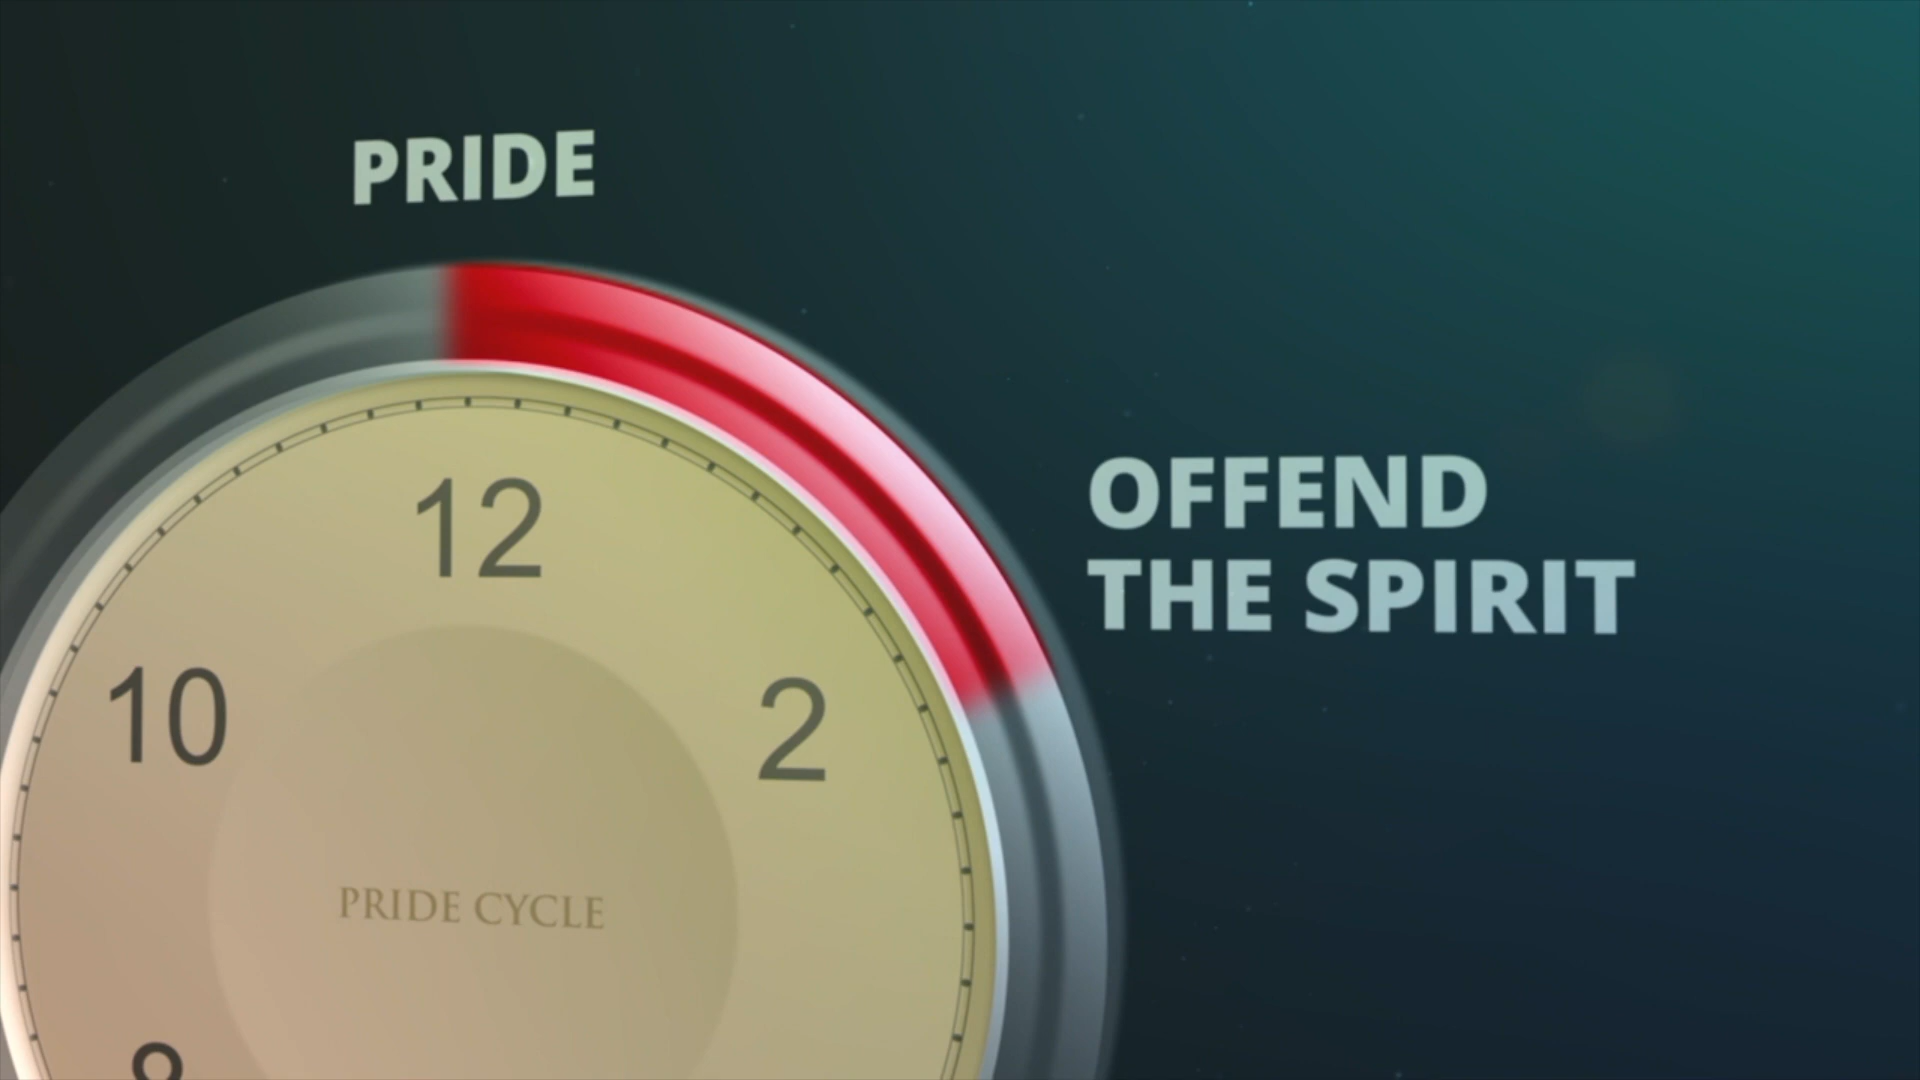 PRIDE
OFFEND
THE SPIRIT
12
10
2
PRIDE CYCLE